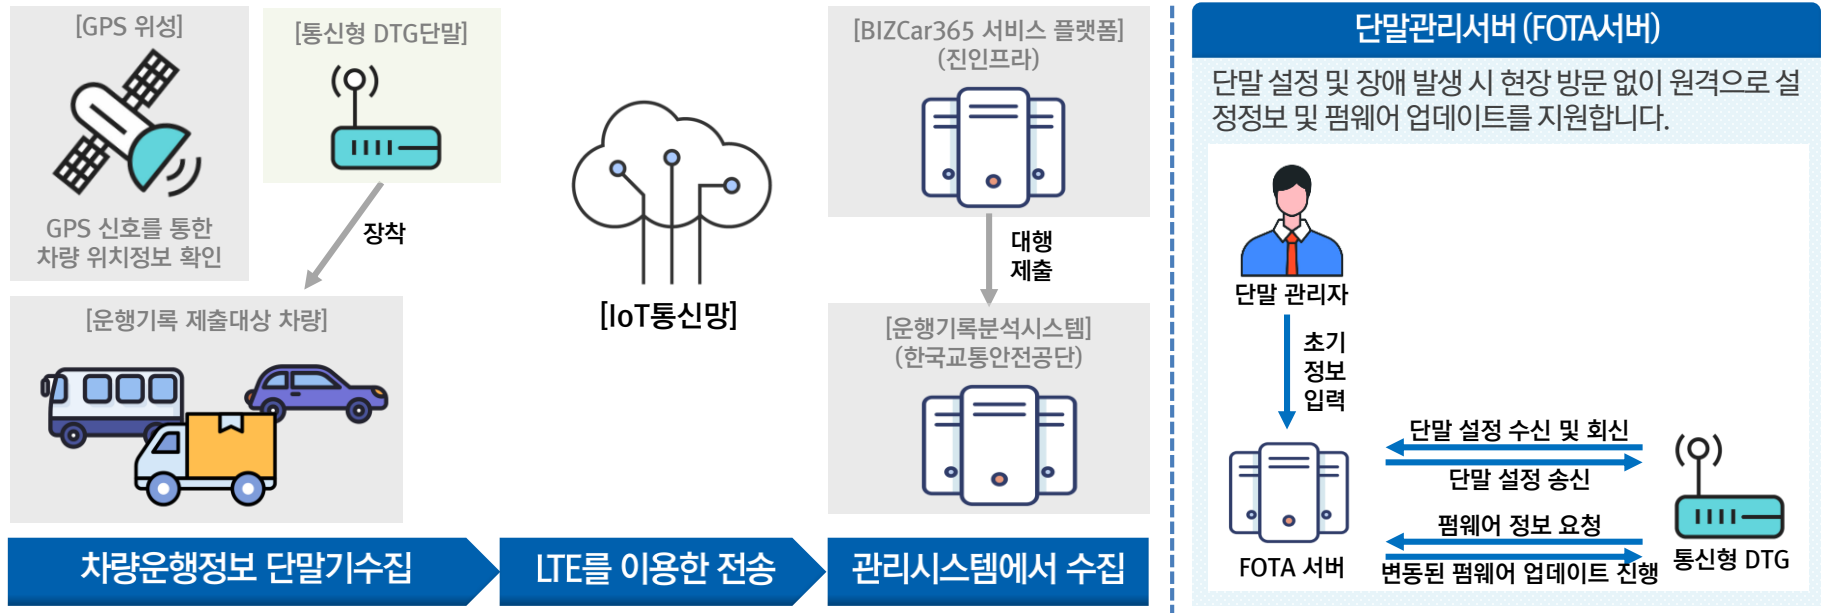 [GPS 위성]
GPS 신호를 통한
차량 위치정보 확인
[통신형 DTG단말]
장착
[운행기록 제출대상 차량]
[IoT통신망]
[BIZCar365 서비스 플랫폼]
(진인프라)
대행
제출
[운행기록분석시스템]
(한국교통안전공단)
차량운행정보 단말기수집
LTE를 이용한 전송
관리시스템에서 수집
단말관리서버 (FOTA서버)
단말 설정 및 장애 발생 시 현장 방문 없이 원격으로 설
정정보 및 펌웨어 업데이트를 지원합니다.
단말 관리자
초기
정보
입력
단말 설정 수신 및 회신
단말 설정 송신
펌웨어 정보 요청
변동된 펌웨어 업데이트 진행
FOTA 서버
통신형 DTG